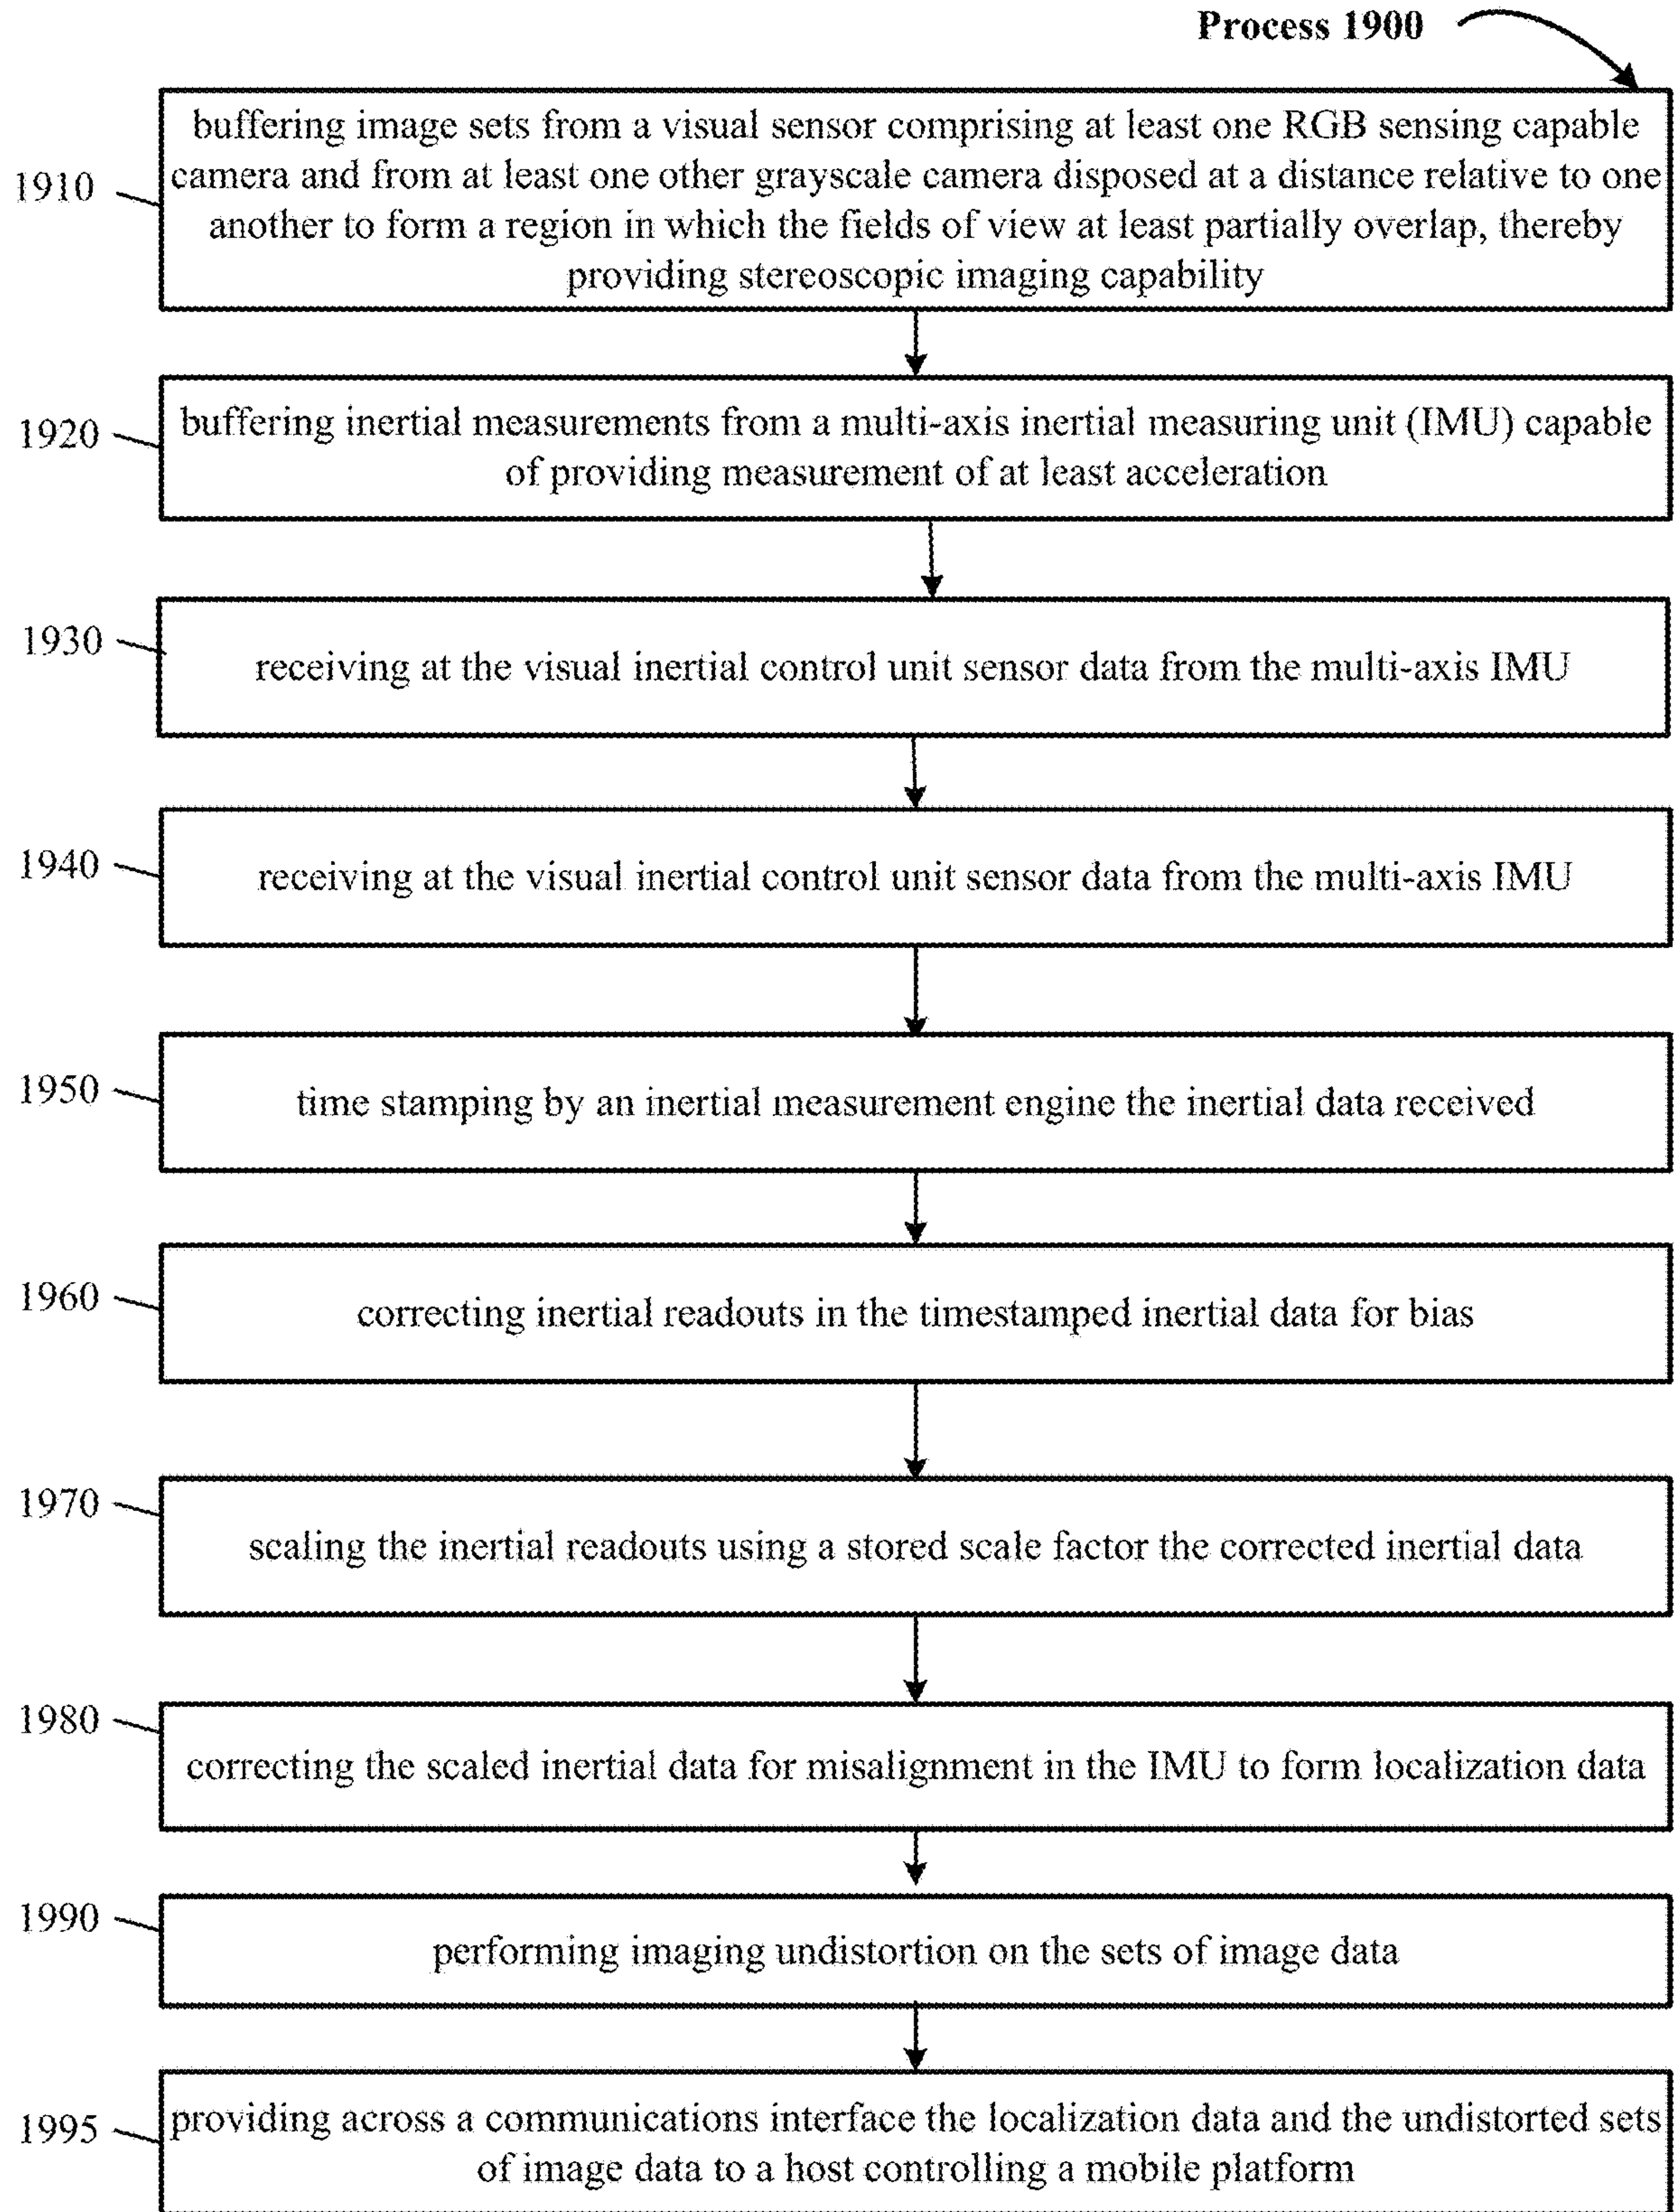 Process 1900
1910
buffering image sets from a visual sensor comprising at least one RGB sensing capable
camera and from at least one other grayscale camera disposed at a distance relative to one
another to form a region in which the fields of view at least partially overlap, thereby
providing stereoscopic imaging capability
1920
buffering inertial measurements from a multi-axis inertial measuring unit (IMU) capable
of providing measurement of at least acceleration
1930
receiving at the visual inertial control unit sensor data from the multi-axis IMU
1940
receiving at the visual inertial control unit sensor data from the multi-axis IMU
1950
time stamping by an inertial measurement engine the inertial data received
1960
correcting inertial readouts in the timestamped inertial data for bias
1970
scaling the inertial readouts using a stored scale factor the corrected inertial data
1980
correcting the scaled inertial data for misalignment in the IMU to form localization data
1990
performing imaging undistortion on the sets of image data
1995
providing across a communications interface the localization data and the undistorted sets
of image data to a host controlling a mobile platform